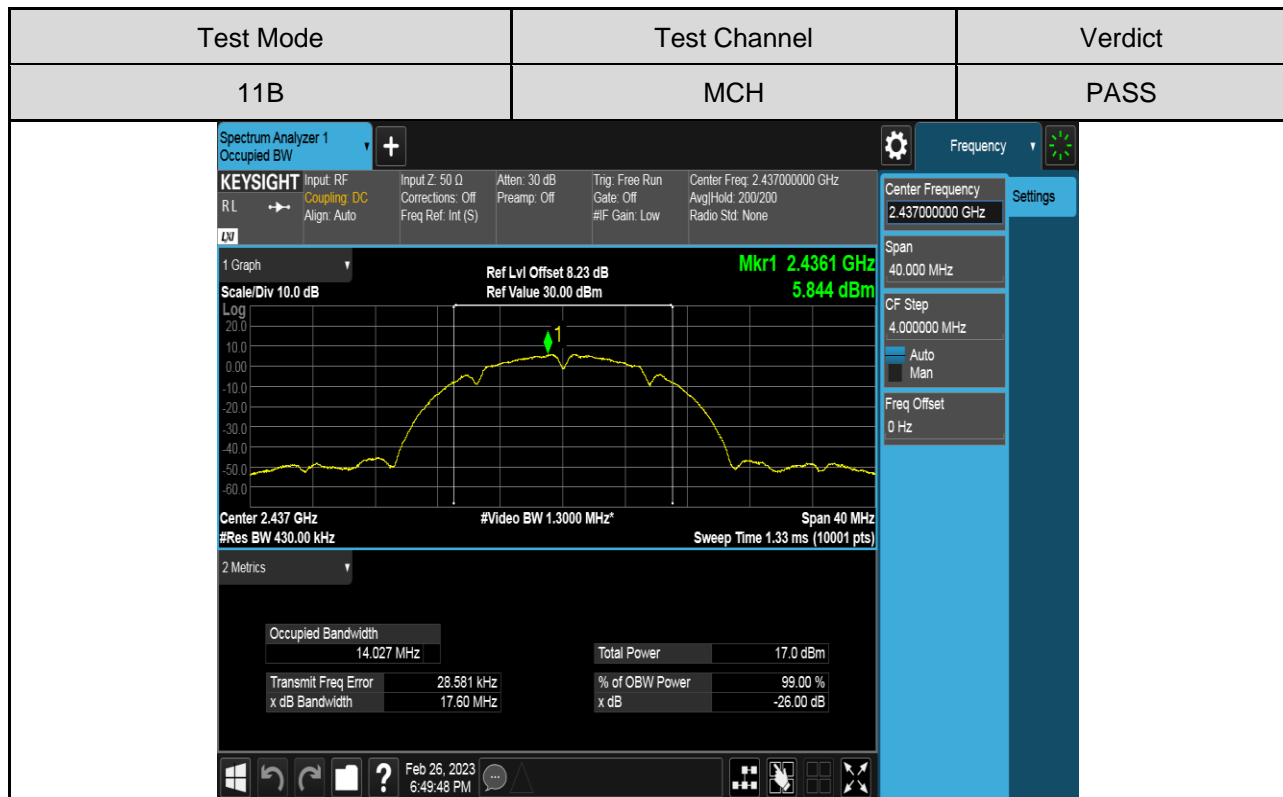 Test Mode Test Channel Verdict
11B MCH PASS
Spectrum Analyzer 1
Occupied BW
+
Frequency
KEYSIGHT Input: RF Input Z: 50 Ω Atten: 30 dB Trig: Free Run Center Freq: 2.437000000 GHz
RL Coupling: DC Corrections: Off Preamp: Off Gate: Off Avg|Hold: 200/200
Align: Auto Freq Ref: Int (S) #IF Gain: Low Radio Std: None
LXI
Center Frequency
2.437000000 GHz
Settings
Span
40.000 MHz
CF Step
4.000000 MHz
Auto
Man
Freq Offset
0 Hz
1 Graph
Ref Lvl Offset 8.23 dB
Mkr1 2.4361 GHz
Scale/Div 10.0 dB Ref Value 30.00 dBm 5.844 dBm
Log
20.0
10.0
0.00
-10.0
-20.0
-30.0
-40.0
-50.0
-60.0
1
Center 2.437 GHz #Video BW 1.3000 MHz* Span 40 MHz
#Res BW 430.00 kHz Sweep Time 1.33 ms (10001 pts)
2 Metrics
Occupied Bandwidth
14.027 MHz Total Power 17.0 dBm
Transmit Freq Error 28.581 kHz % of OBW Power 99.00 %
x dB Bandwidth 17.60 MHz x dB -26.00 dB
? Feb 26, 2023
6:49:48 PM